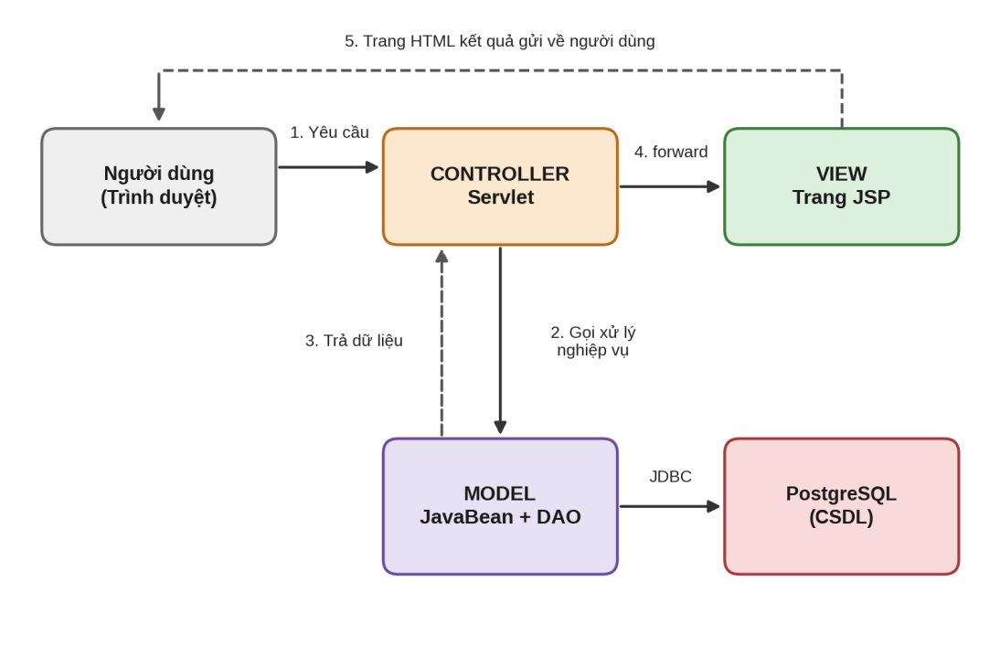 5. Trang HTML kết quả gửi về người dùng
1. Yêu cầu
4. forward
Người dùng
(Trình duyệt)
CONTROLLER
Servlet
VIEW
Trang JSP
3. Trả dữ liệu
2. Gọi xử lý
nghiệp vụ
JDBC
MODEL
JavaBean + DAO
PostgreSQL
(CSDL)